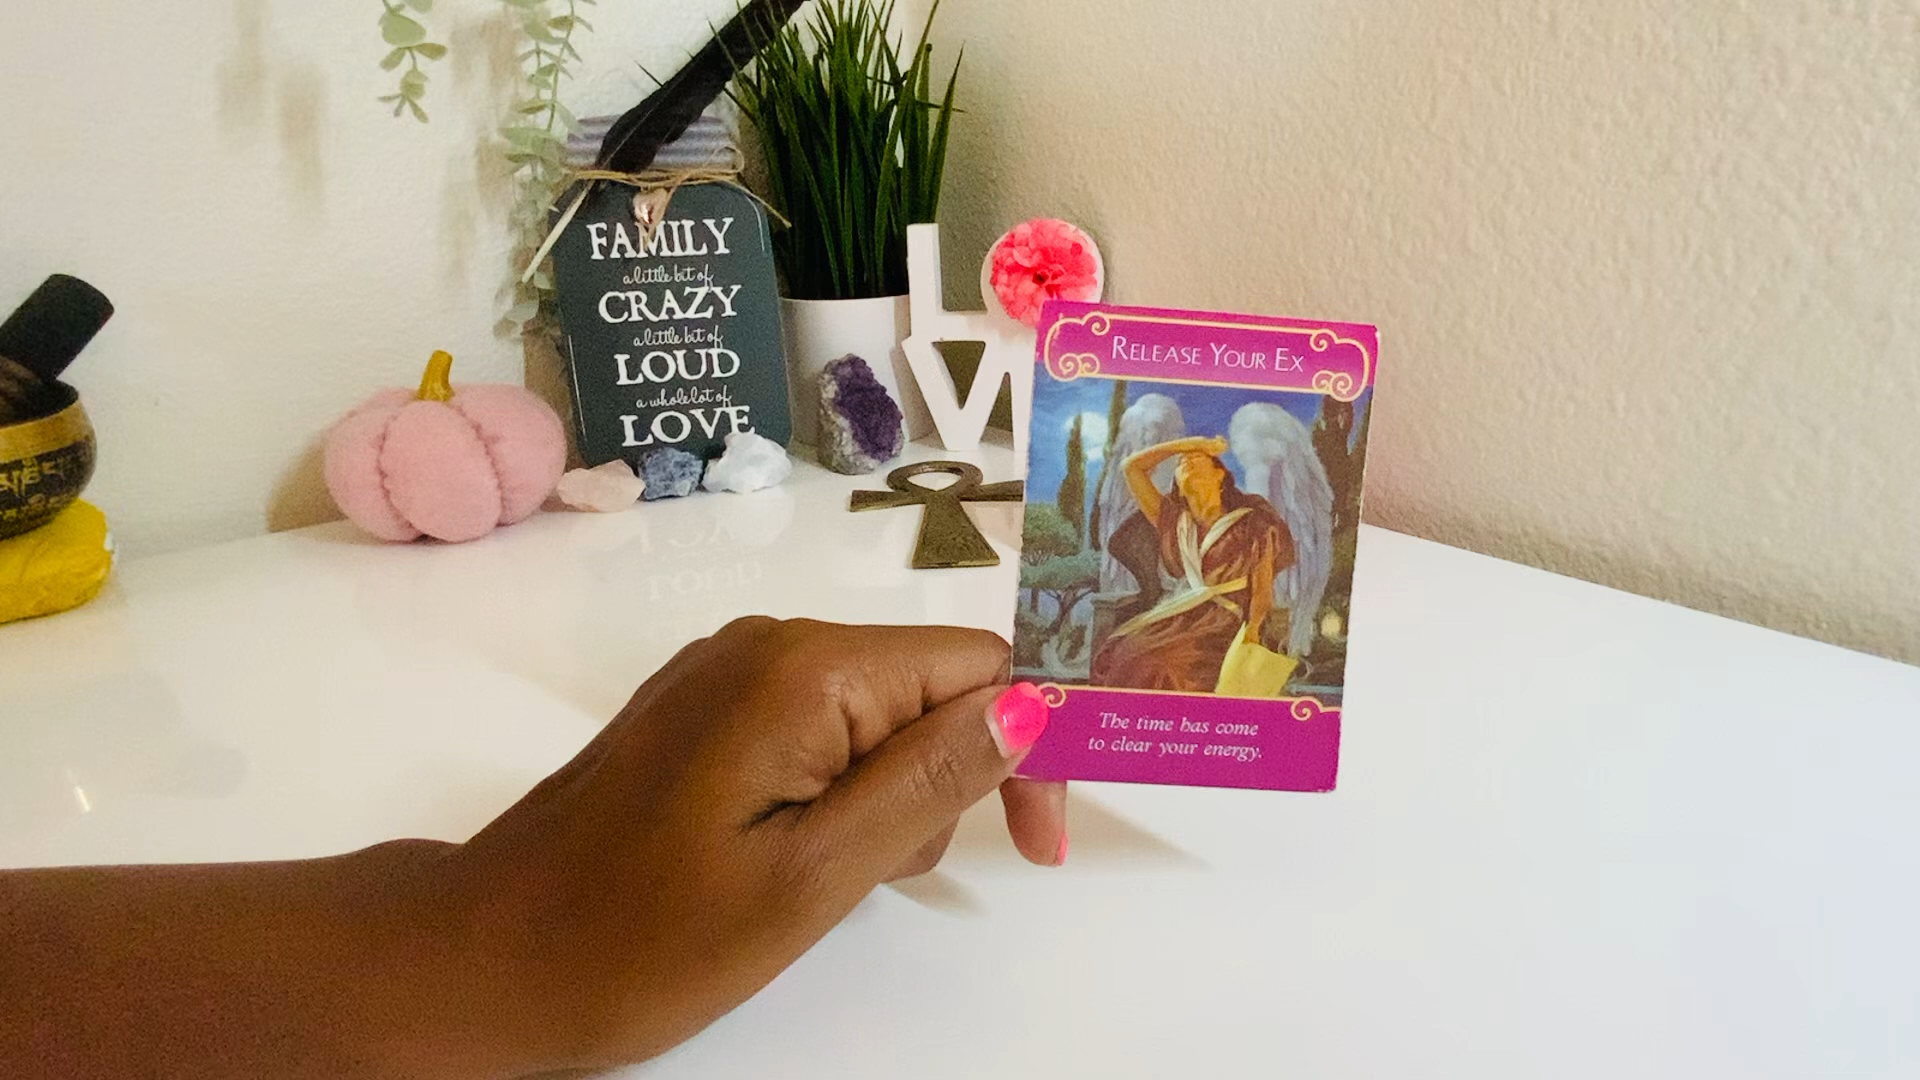 FAMILY
a little bit of
CRAZY
a little bit of
LOUD
a whole lot of
LOVE
L
V
RELEASE YOUR EX
The time has come
to clear your energy.